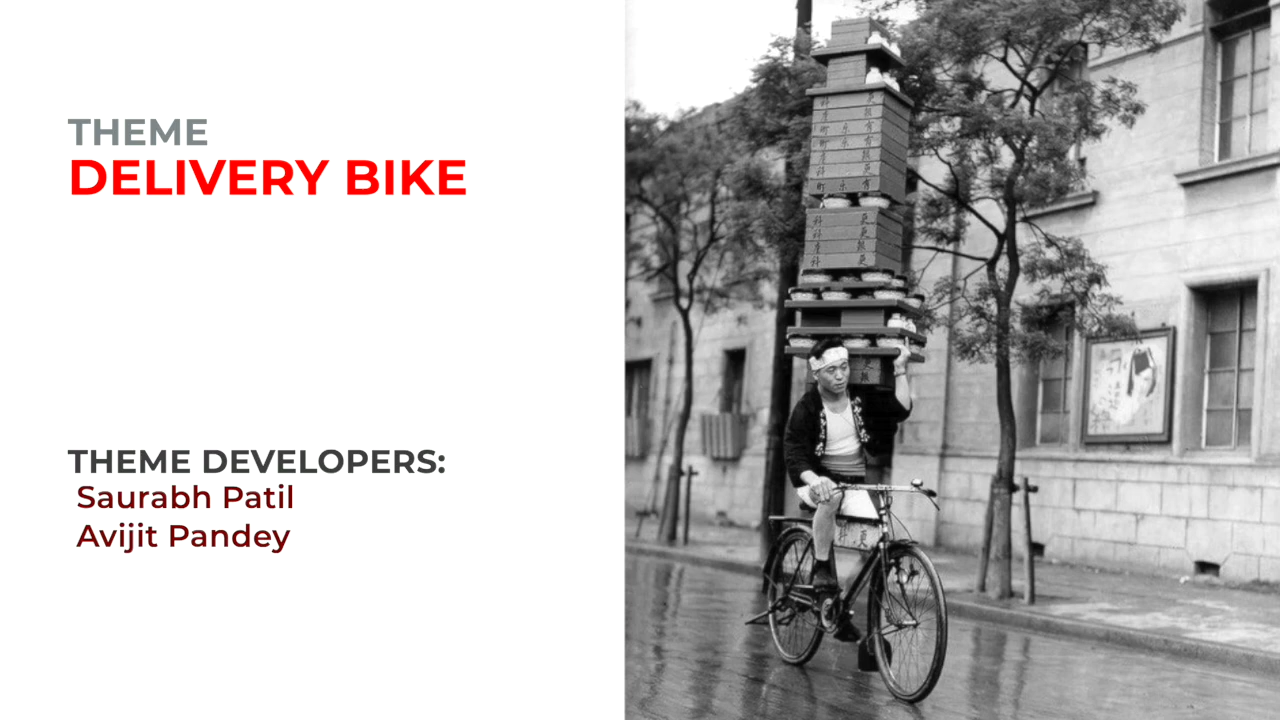 THEME
DELIVERY BIKE
THEME DEVELOPERS:
Saurabh Patil
Avijit Pandey